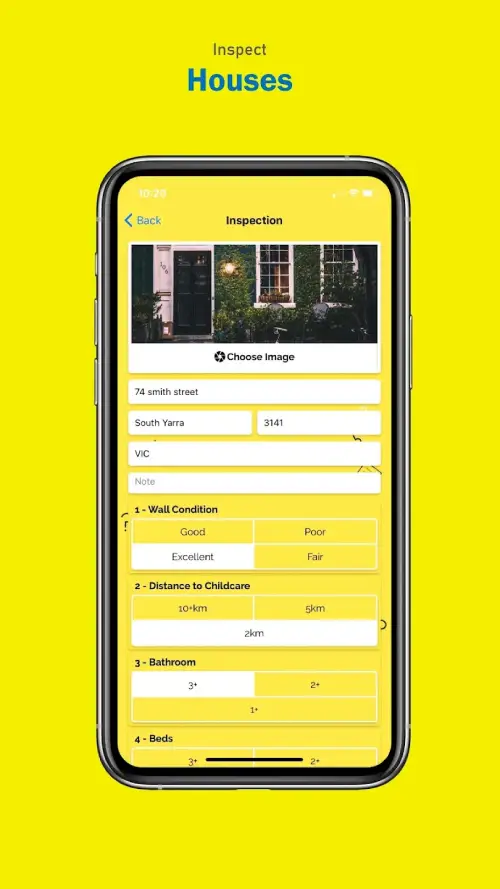 Inspect
Houses
10:29
Back
Inspection
Choose Image
74 smith street
South Yarra
3141
VIC
Note
1 - Wall Condition
Good
Poor
Excellent
Fair
2 - Distance to Childcare
10+km
5km
2km
3 - Bathroom
3+
2+
1+
4 - Beds
3+
2+